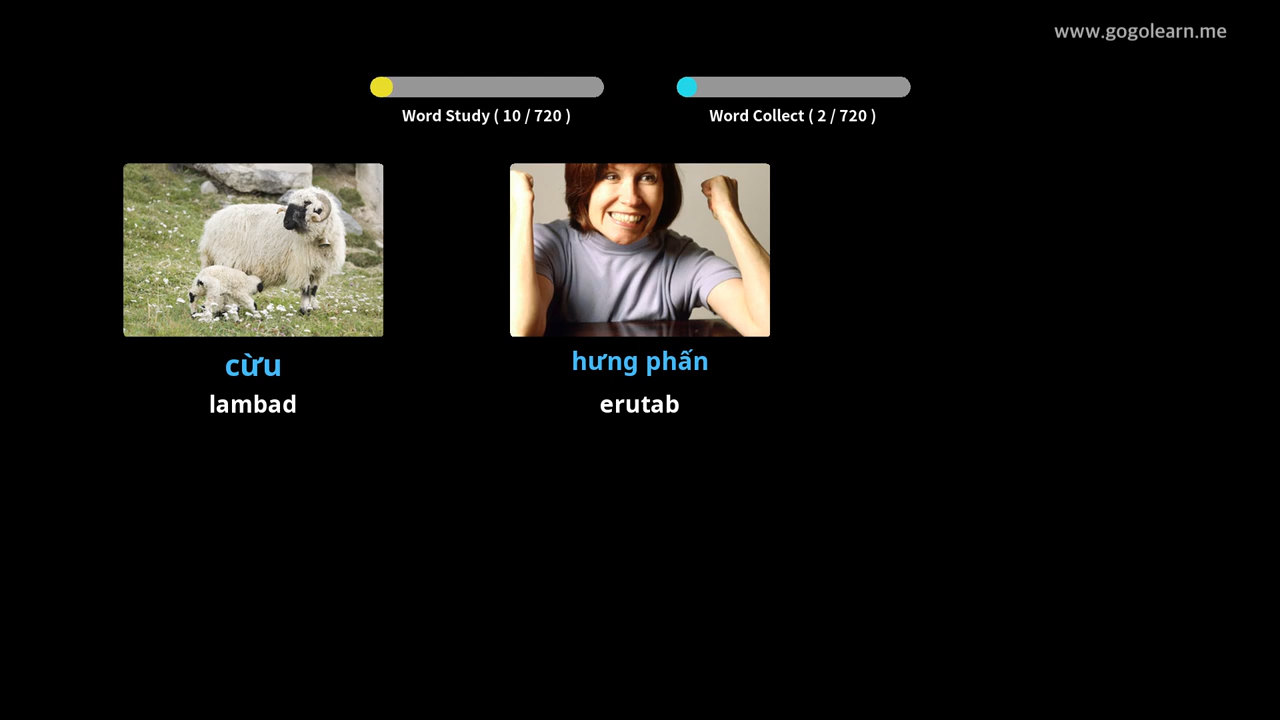 www.gogolearn.me
Word Study ( 10 / 720 )
Word Collect ( 2 / 720 )
cừu
lambad
hưng phấn
erutab